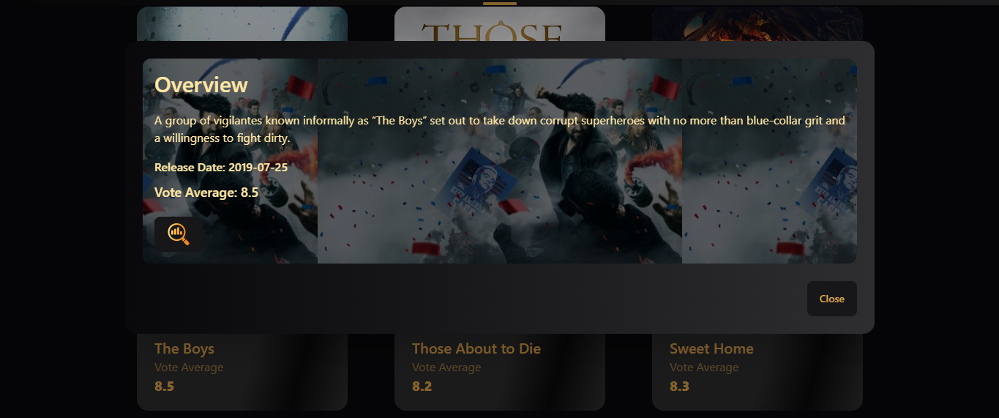 THOSE
Overview
A group of vigilantes known informally as “The Boys” set out to take down corrupt superheroes with no more than blue-collar grit and
a willingness to fight dirty.
Release Date: 2019-07-25
Vote Average: 8.5
Close
The Boys
Vote Average
8.5
Those About to Die
Vote Average
8.2
Sweet Home
Vote Average
8.3